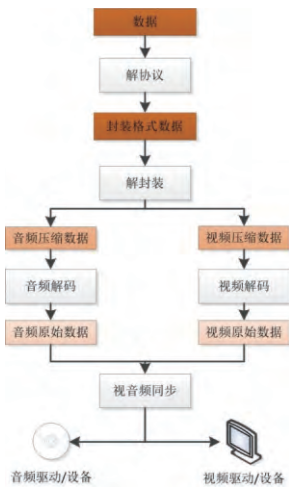 数据
解协议
封装格式数据
解封装
音频压缩数据
视频压缩数据
音频解码
视频解码
音频原始数据
视频原始数据
视音频同步
音频驱动/设备
视频驱动/设备